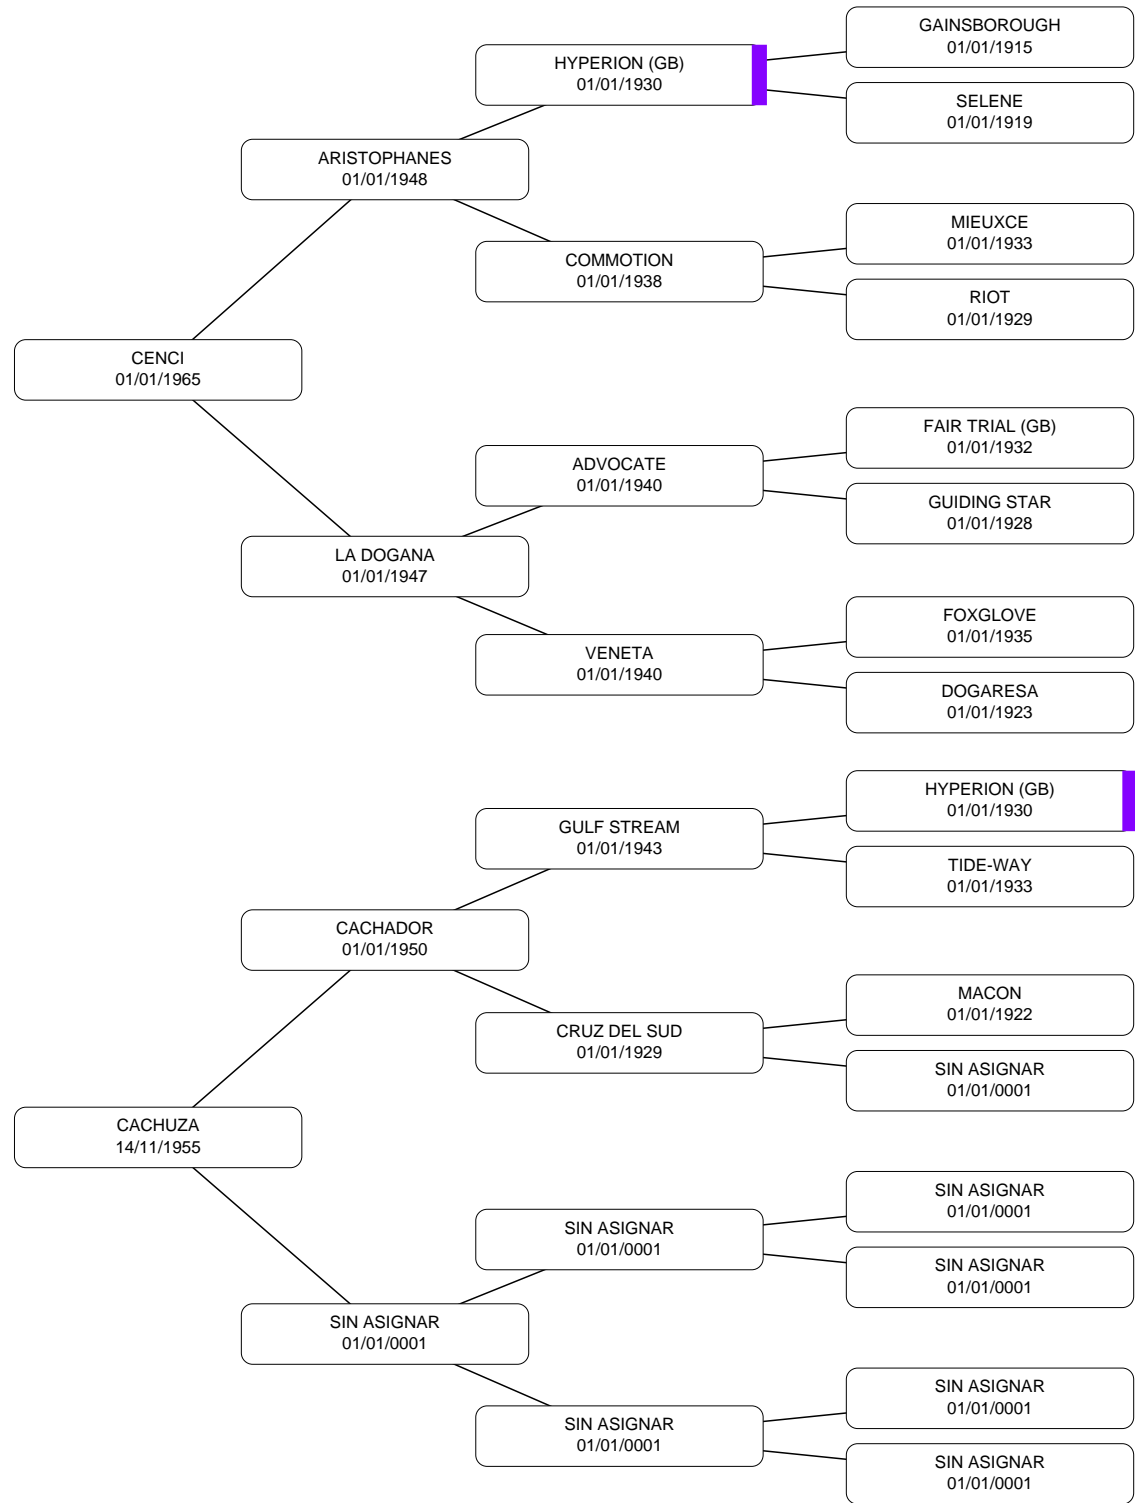 GAINSBOROUGH
01/01/1915
HYPERION (GB)
01/01/1930
SELENE
01/01/1919
ARISTOPHANES
01/01/1948
MIEUXCE
01/01/1933
COMMOTION
01/01/1938
RIOT
01/01/1929
CENCI
01/01/1965
FAIR TRIAL (GB)
01/01/1932
ADVOCATE
01/01/1940
GUIDING STAR
01/01/1928
LA DOGANA
01/01/1947
FOXGLOVE
01/01/1935
VENETA
01/01/1940
DOGARESA
01/01/1923
HYPERION (GB)
01/01/1930
GULF STREAM
01/01/1943
TIDE-WAY
01/01/1933
CACHADOR
01/01/1950
MACON
01/01/1922
CRUZ DEL SUD
01/01/1929
SIN ASIGNAR
01/01/0001
CACHUZA
14/11/1955
SIN ASIGNAR
01/01/0001
SIN ASIGNAR
01/01/0001
SIN ASIGNAR
01/01/0001
SIN ASIGNAR
01/01/0001
SIN ASIGNAR
01/01/0001
SIN ASIGNAR
01/01/0001
SIN ASIGNAR
01/01/0001